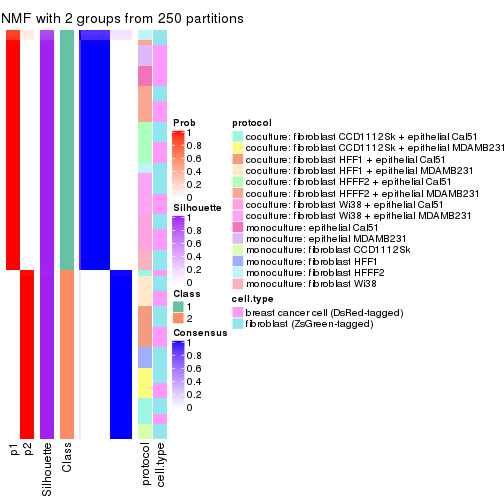 NMF with 2 groups from 250 partitions
Prob
1
0.8
0.6
0.4
0.2
0
Silhouette
1
0.8
0.6
0.4
0.2
0
Class
1
2
Consensus
1
0.8
0.6
0.4
0.2
0
protocol
coculture: fibroblast CCD1112Sk + epithelial Cal51
coculture: fibroblast CCD1112Sk + epithelial MDAMB231
coculture: fibroblast HFF1 + epithelial Cal51
coculture: fibroblast HFF1 + epithelial MDAMB231
coculture: fibroblast HFFF2 + epithelial Cal51
coculture: fibroblast HFFF2 + epithelial MDAMB231
coculture: fibroblast Wi38 + epithelial Cal51
coculture: fibroblast Wi38 + epithelial MDAMB231
monoculture: epithelial Cal51
monoculture: epithelial MDAMB231
monoculture: fibroblast CCD1112Sk
monoculture: fibroblast HFF1
monoculture: fibroblast HFFF2
monoculture: fibroblast Wi38
cell.type
breast cancer cell (DsRed-tagged)
fibroblast (ZsGreen-tagged)
p1
p2
Silhouette
Class
protocol
cell.type